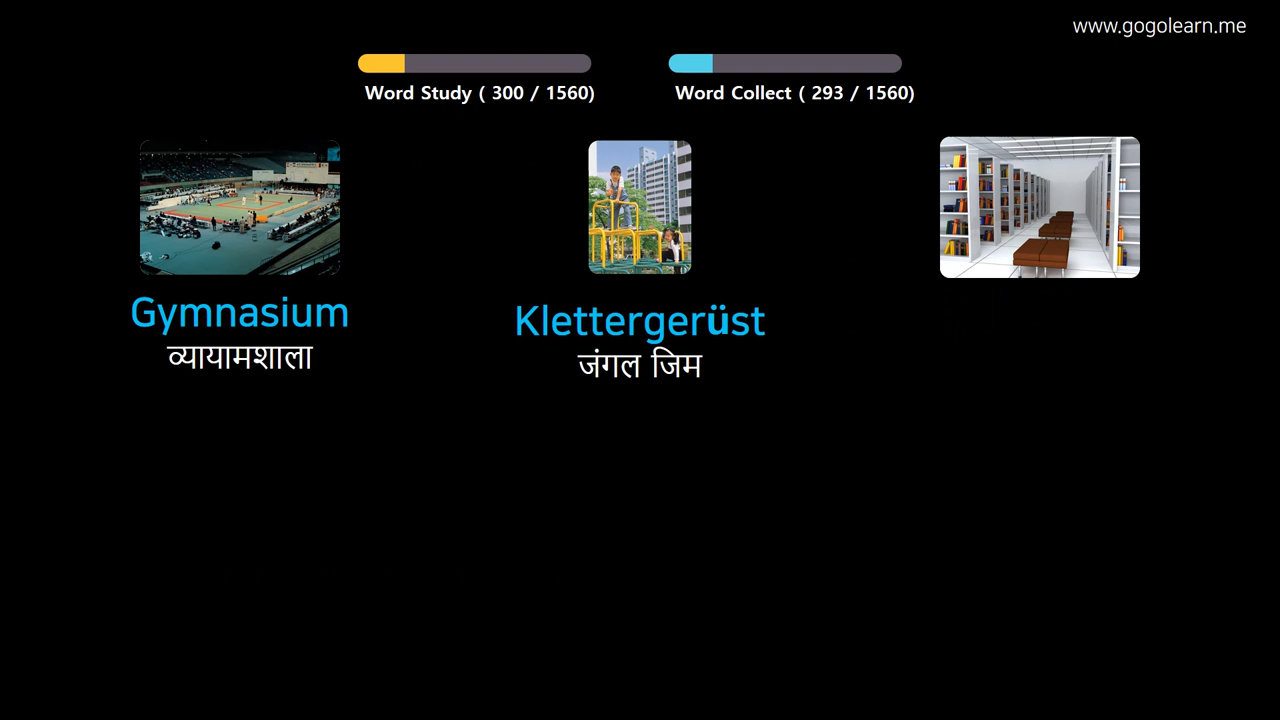 www.gogolearn.me
Word Study ( 300 / 1560)
Word Collect ( 293 / 1560)
Gymnasium
व्यायामशाला
Klettergerüst
जंगल जिम